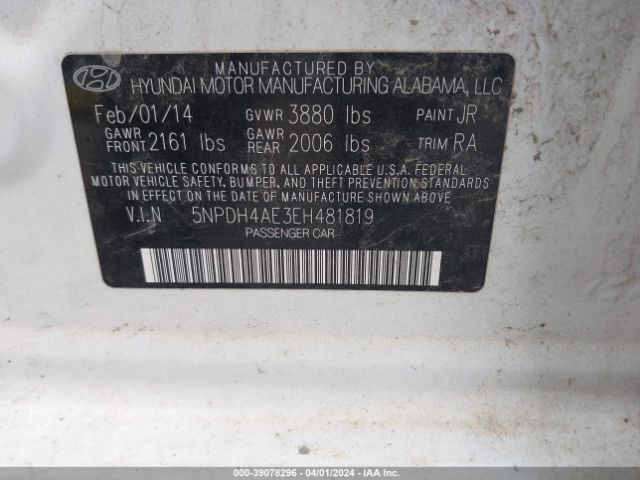 MANUFACTURED BY
HYUNDAI MOTOR MANUFACTURING ALABAMA, LLC
Feb/01/14 GVWR 3880 lbs PAINT JR
GAWR FRONT 2161 lbs GAWR REAR 2006 lbs TRIM RA
THIS VEHICLE CONFORMS TO ALL APPLICABLE U.S.A. FEDERAL
MOTOR VEHICLE SAFETY, BUMPER, AND THEFT PREVENTION
STANDARDS IN EFFECT ON THE DATE OF MANUFACTURE SHOWN ABOVE
V.I.N 5NPDH4AE3EH481819
PASSENGER CAR
000-39078296 - 04/01/2024 - IAA Inc.